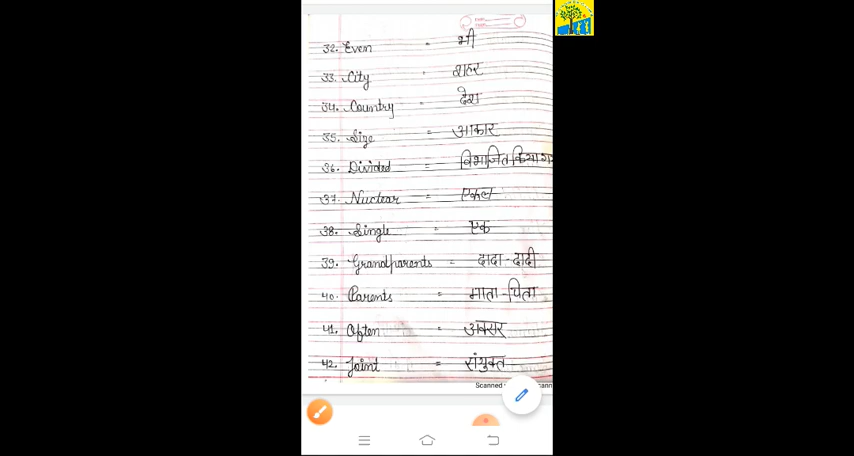 32. Even = भी
33. City = शहर
34. Country = देश
35. Size = आकार
36. Divided = विभाजित किया
37. Nuclear = एकल
38. Single = एक
39. Grandparents = दादा-दादी
40. Parents = माता-पिता
41. Often = अक्सर
42. Joint = संयुक्त
Scanned